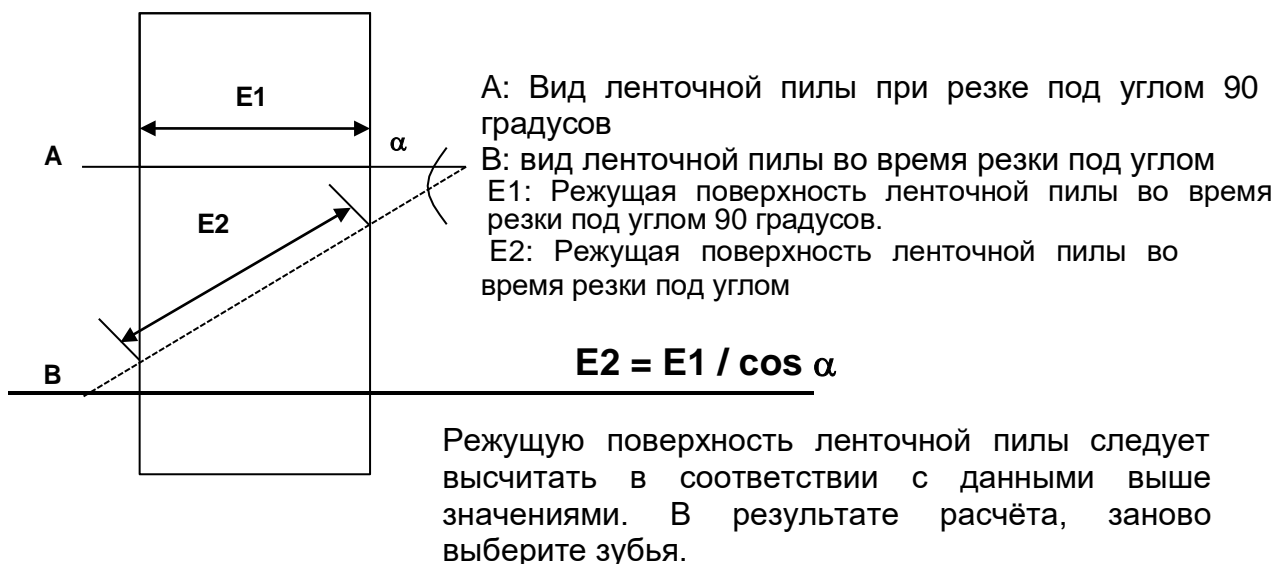 E1
A: Вид ленточной пилы при резке под углом 90
градусов
A
α
B: вид ленточной пилы во время резки под углом
E1: Режущая поверхность ленточной пилы во время
резки под углом 90 градусов.
E2
E2: Режущая поверхность ленточной пилы во
время резки под углом
E2 = E1 / cos α
B
Режущую поверхность ленточной пилы следует
высчитать в соответствии с данными выше
значениями. В результате расчёта, заново
выберите зубья.